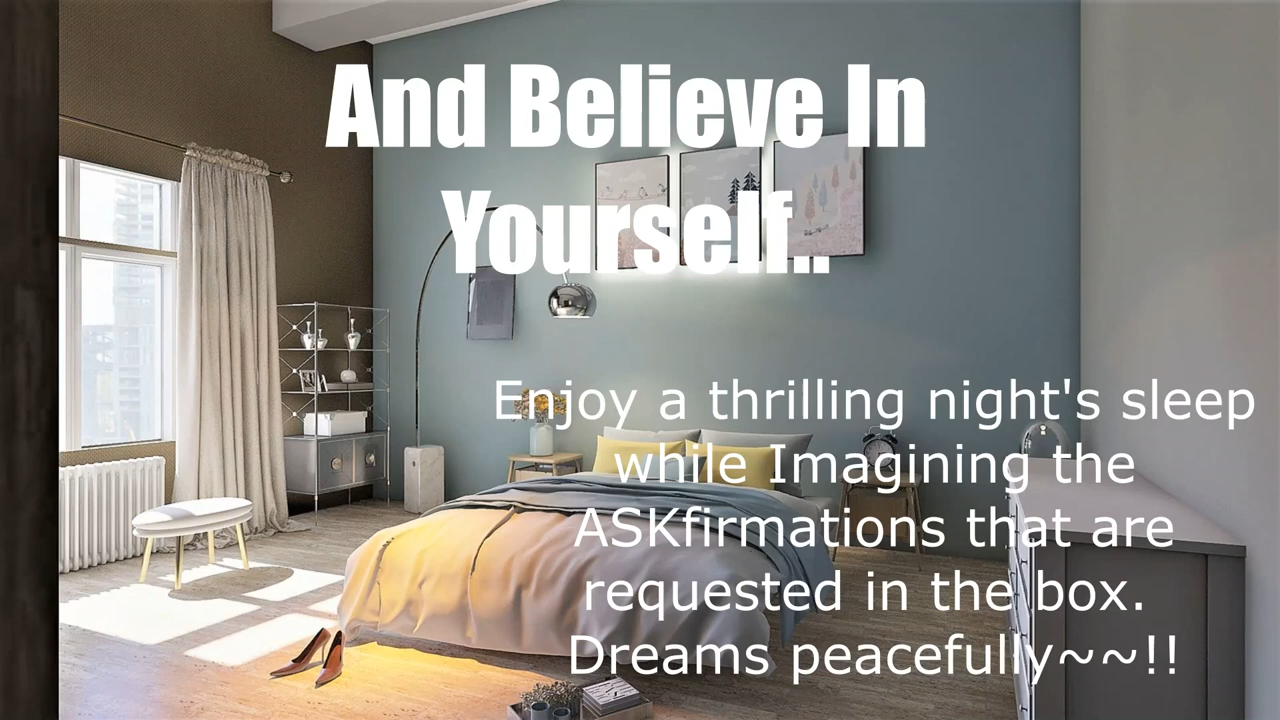 And Believe In
Yourself..
Enjoy a thrilling night's sleep
while Imagining the
ASKfirmations that are
requested in the box.
Dreams peacefully~~!!